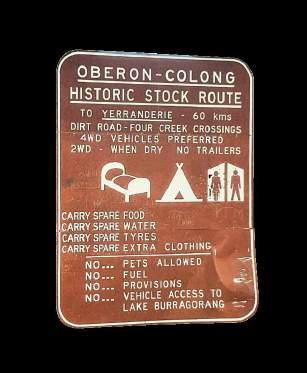 OBERON-COLONG
HISTORIC STOCK ROUTE
TO YERRANDERIE - 60 kms
DIRT ROAD-FOUR CREEK CROSSINGS
4WD VEHICLES PREFERRED
2WD - WHEN DRY NO TRAILERS
CARRY SPARE FOOD
CARRY SPARE WATER
CARRY SPARE TYRES
CARRY SPARE EXTRA CLOTHING
NO... PETS ALLOWED
NO... FUEL
NO... PROVISIONS
NO... VEHICLE ACCESS TO
LAKE BURRAGORANG